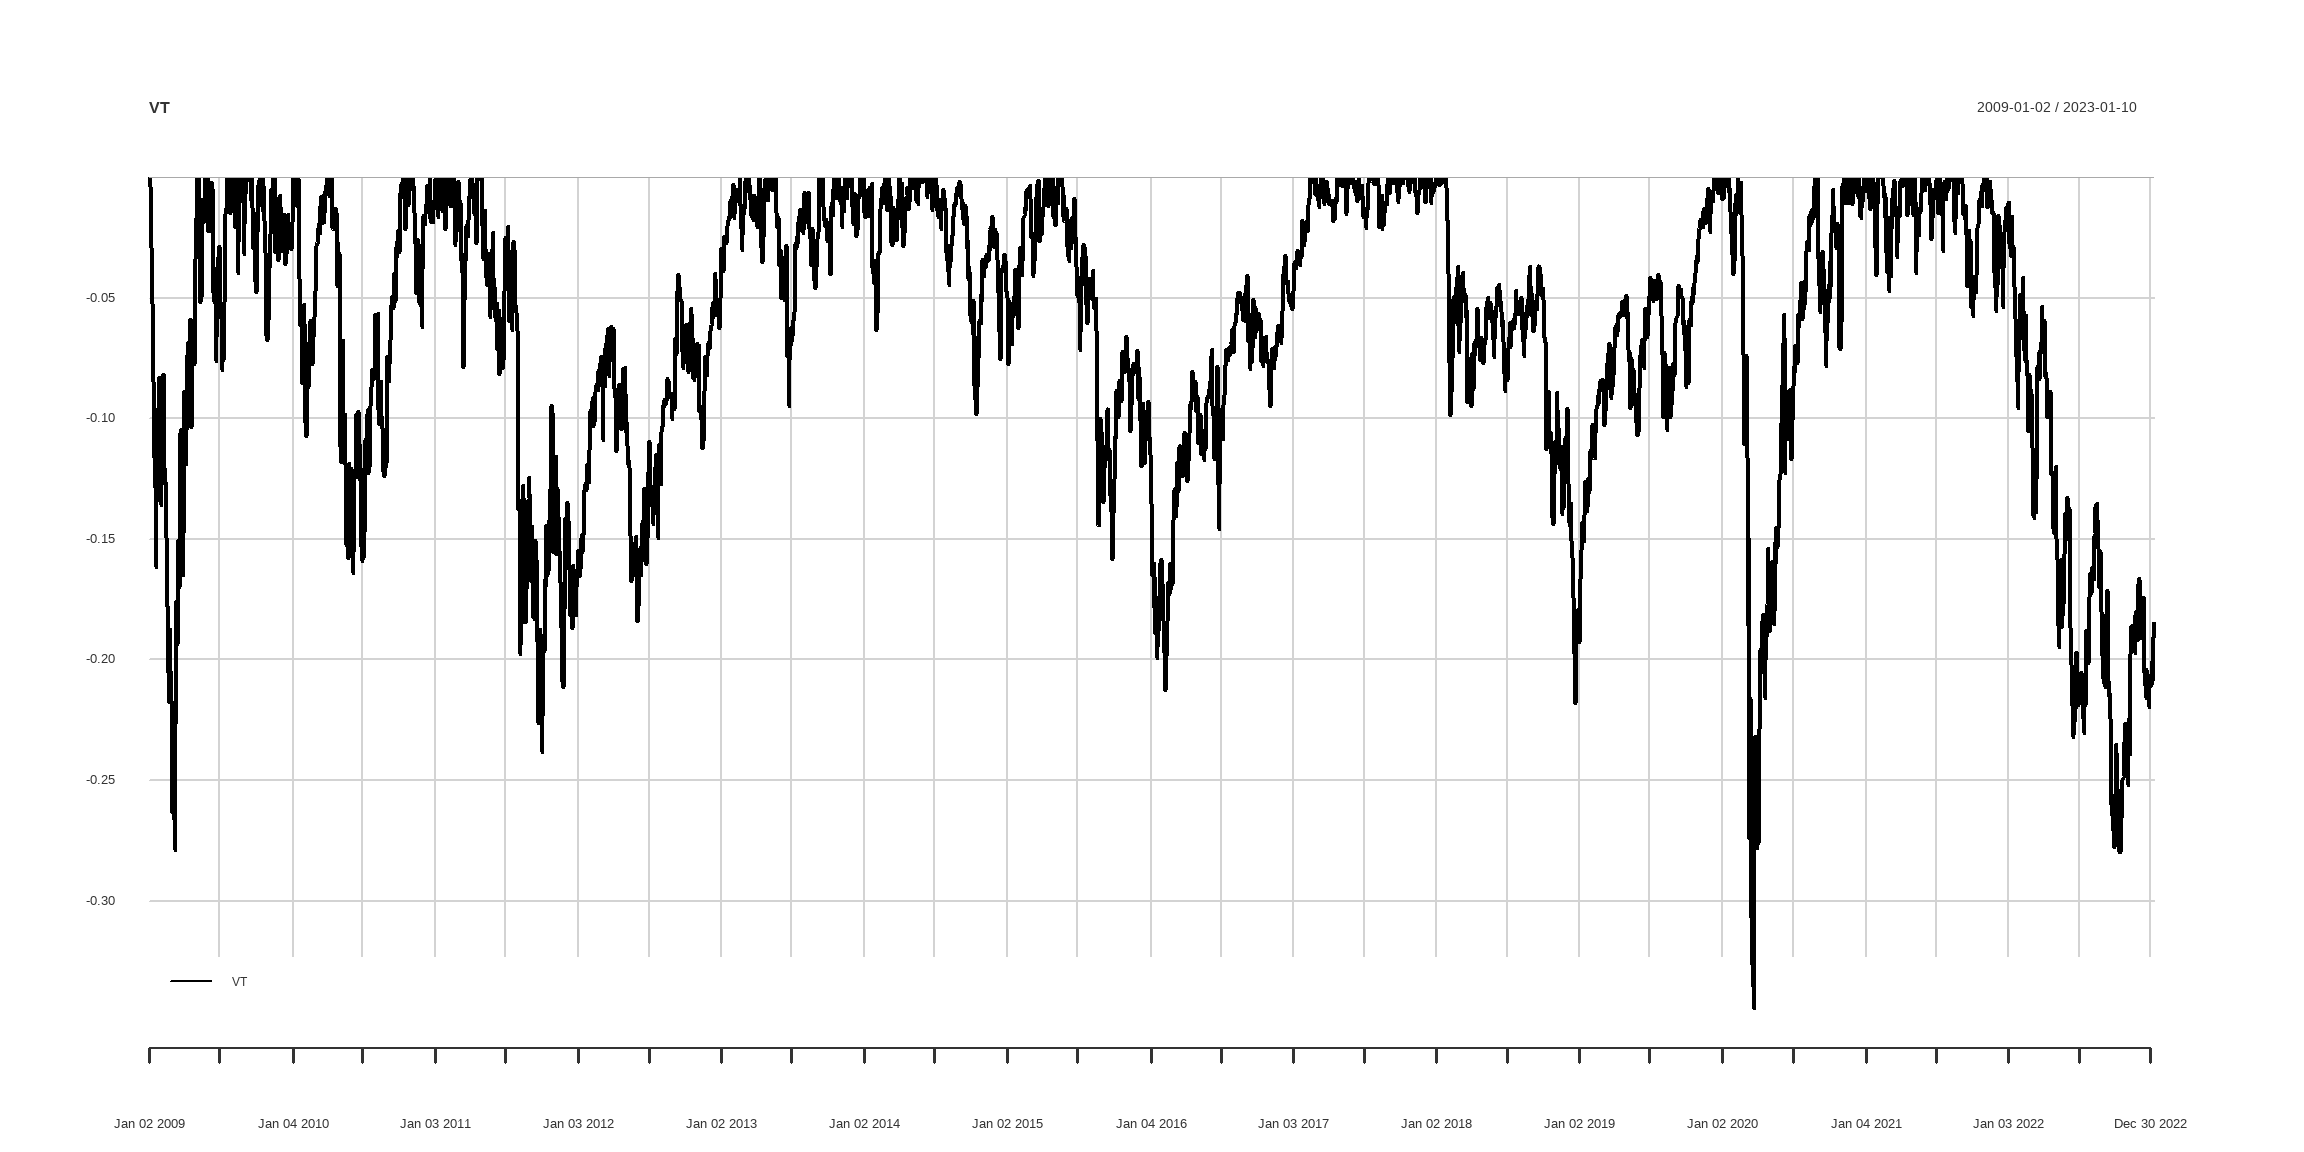 VT
2009-01-02 / 2023-01-10
-0.05
-0.10
-0.15
-0.20
-0.25
-0.30
VT
Jan 02 2009
Jan 04 2010
Jan 03 2011
Jan 03 2012
Jan 02 2013
Jan 02 2014
Jan 02 2015
Jan 04 2016
Jan 03 2017
Jan 02 2018
Jan 02 2019
Jan 02 2020
Jan 04 2021
Jan 03 2022
Dec 30 2022